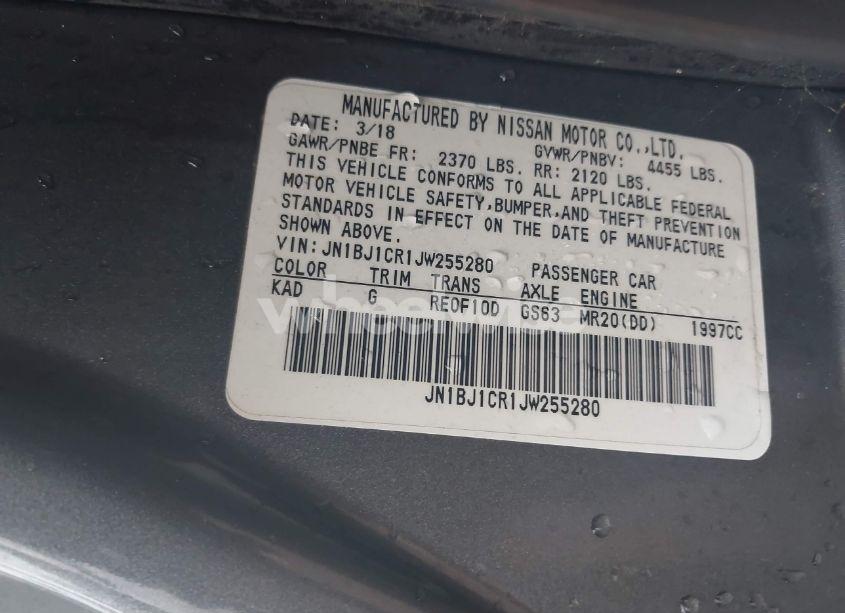 MANUFACTURED BY NISSAN MOTOR CO.,LTD.
DATE: 3/18 GVWR/PNBV: 4455 LBS.
GAWR/PNBE FR: 2370 LBS. RR: 2120 LBS.
THIS VEHICLE CONFORMS TO ALL APPLICABLE FEDERAL
MOTOR VEHICLE SAFETY,BUMPER,AND THEFT PREVENTION
STANDARDS IN EFFECT ON THE DATE OF MANUFACTURE
SHOWN ABOVE.
VIN:JN1BJ1CR1JW255280 PASSENGER CAR
COLOR TRIM TRANS AXLE ENGINE
KAD G RE0F10D GS63 MR20(DD) 1997CC
JN1BJ1CR1JW255280